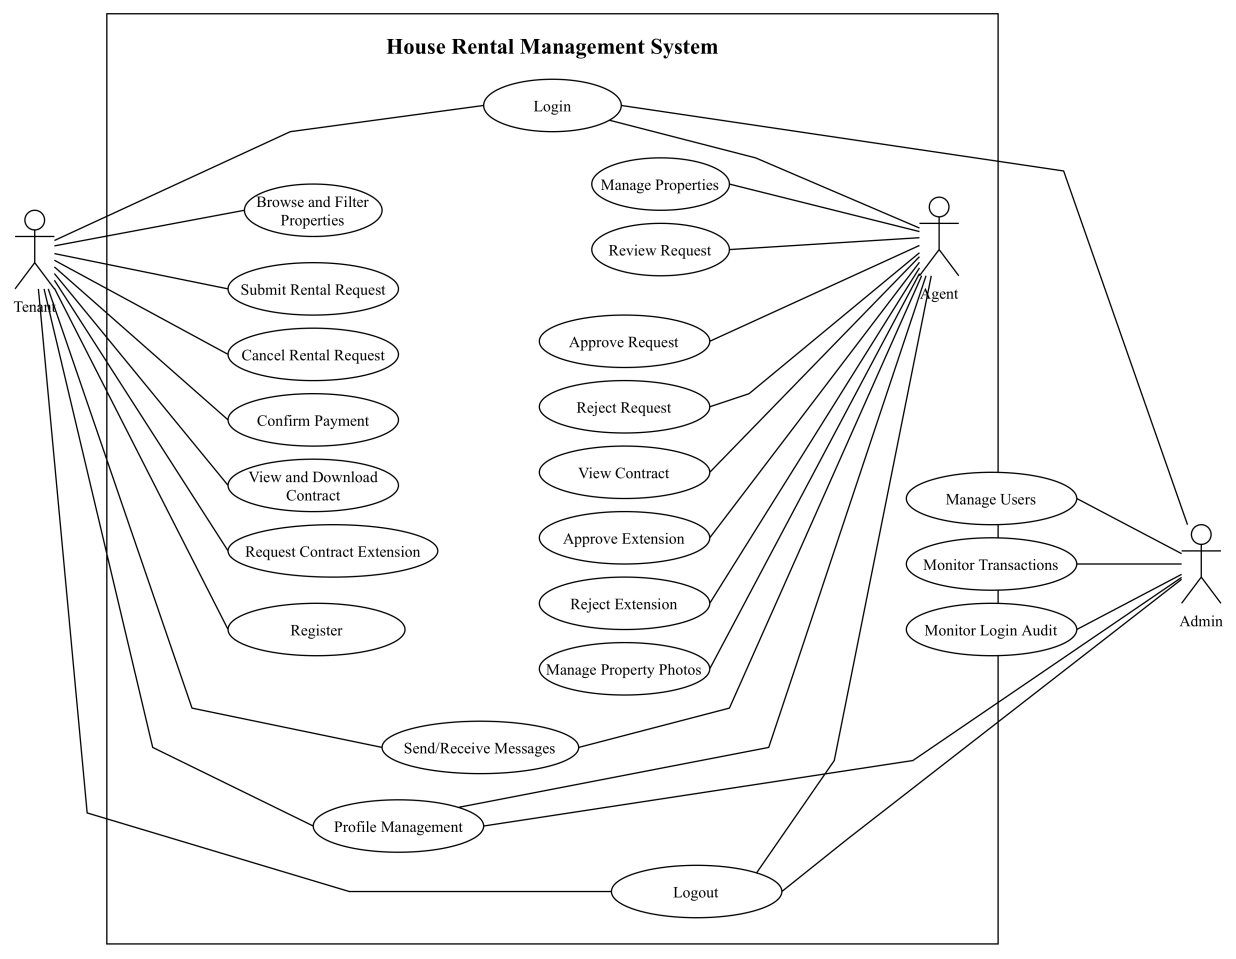 House Rental Management System
Login
Manage Properties
Browse and Filter
Properties
Review Request
Submit Rental Request
Tenant
Agent
Approve Request
Cancel Rental Request
Reject Request
Confirm Payment
View Contract
View and Download
Contract
Manage Users
Approve Extension
Request Contract Extension
Monitor Transactions
Reject Extension
Admin
Register
Monitor Login Audit
Manage Property Photos
Send/Receive Messages
Profile Management
Logout